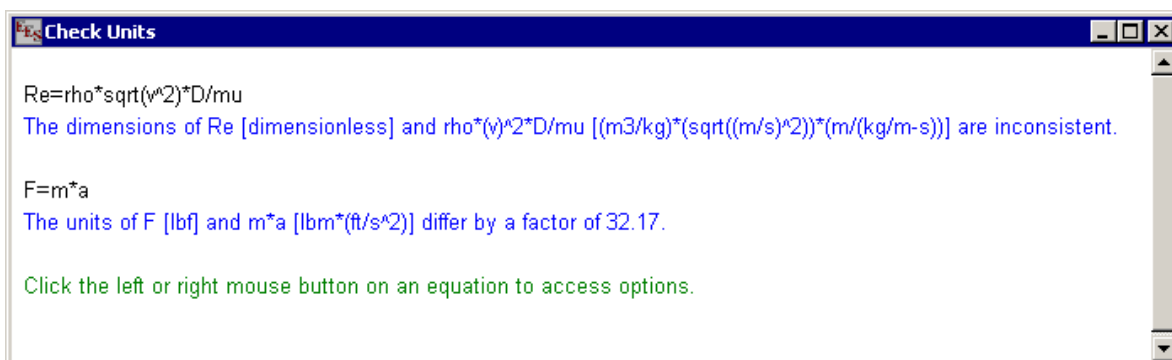 EES Check Units
Re=rho*sqrt(v^2)*D/mu
The dimensions of Re [dimensionless] and rho*(v)^2*D/mu [(m3/kg)*(sqrt((m/s)^2))*(m/(kg/m-s))] are inconsistent.
F=m*a
The units of F [lbf] and m*a [lbm*(ft/s^2)] differ by a factor of 32.17.
Click the left or right mouse button on an equation to access options.